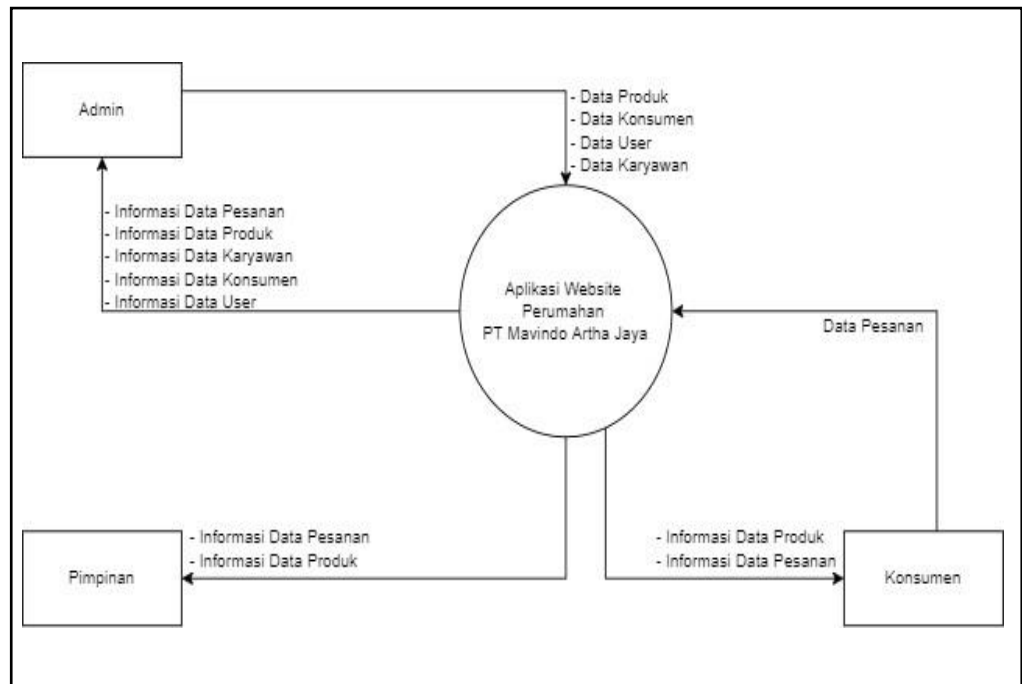 Admin
- Data Produk
- Data Konsumen
- Data User
- Data Karyawan
- Informasi Data Pesanan
- Informasi Data Produk
- Informasi Data Karyawan
- Informasi Data Konsumen
- Informasi Data User
Aplikasi Website
Perumahan
PT Mavindo Artha Jaya
Data Pesanan
Pimpinan
- Informasi Data Pesanan
- Informasi Data Produk
- Informasi Data Produk
- Informasi Data Pesanan
Konsumen